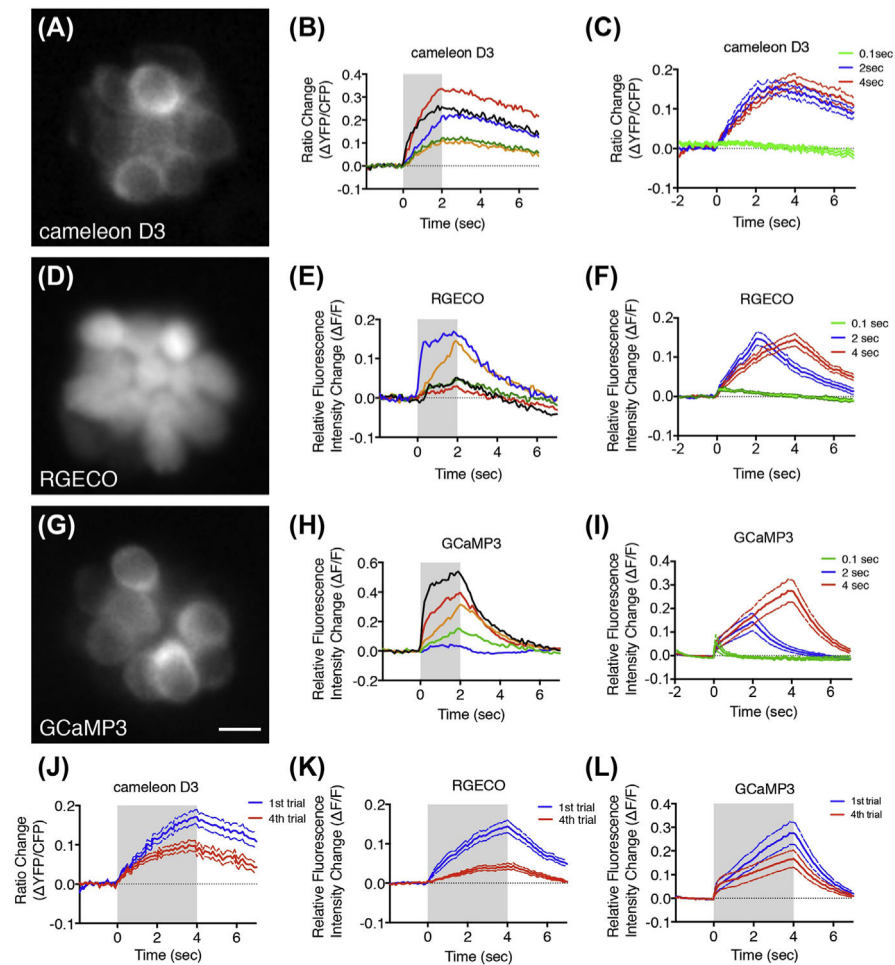 (A)
cameleon D3
(B)
cameleon D3
Ratio Change
(ΔYFP/CFP)
0.4
0.3
0.2
0.1
0.0
-0.1
0 2 4 6
Time (sec)
(C)
cameleon D3
0.1sec
2sec
4sec
Ratio Change
(ΔYFP/CFP)
0.2
0.1
0.0
-0.1
-2 0 2 4 6
Time (sec)
(D)
RGECO
(E)
RGECO
Relative Fluorescence
Intensity Change (ΔF/F)
0.2
0.1
0.0
-0.1
0 2 4 6
Time (sec)
(F)
RGECO
0.1 sec
2 sec
4 sec
Relative Fluorescence
Intensity Change (ΔF/F)
0.2
0.1
0.0
-0.1
-2 0 2 4 6
Time (sec)
(G)
GCaMP3
(H)
GCaMP3
Relative Fluorescence
Intensity Change (ΔF/F)
0.6
0.4
0.2
0.0
-0.2
0 2 4 6
Time (sec)
(I)
GCaMP3
0.1 sec
2 sec
4 sec
Relative Fluorescence
Intensity Change (ΔF/F)
0.4
0.3
0.2
0.1
0.0
-0.1
-2 0 2 4 6
Time (sec)
(J)
cameleon D3
1st trial
4th trial
Ratio Change
(ΔYFP/CFP)
0.2
0.1
0.0
-0.1
0 2 4 6
Time (sec)
(K)
RGECO
1st trial
4th trial
Relative Fluorescence
Intensity Change (ΔF/F)
0.2
0.1
0.0
-0.1
0 2 4 6
Time (sec)
(L)
GCaMP3
1st trial
4th trial
Relative Fluorescence
Intensity Change (ΔF/F)
0.4
0.3
0.2
0.1
0.0
-0.1
0 2 4 6
Time (sec)